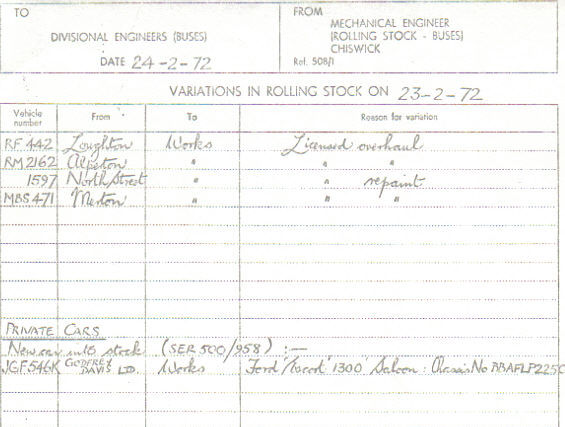 TO
FROM
DIVISIONAL ENGINEERS (BUSES)
MECHANICAL ENGINEER
(ROLLING STOCK - BUSES)
CHISWICK
DATE 24-2-72
Ref. 508/1
VARIATIONS IN ROLLING STOCK ON 23-2-72
Vehicle number From To Reason for variation
RF 442 Loughton Works Licensed overhaul
RM 2162 Alperton " " "
1597 North Street " " repaint
MBS 471 Merton " " "
PRIVATE CARS
New car into stock (SER 500/958) :—
JGF 546K GODFREY DAVIS LTD. Works Ford 'Escort' 1300 Saloon : Chassis No BBAFLP225